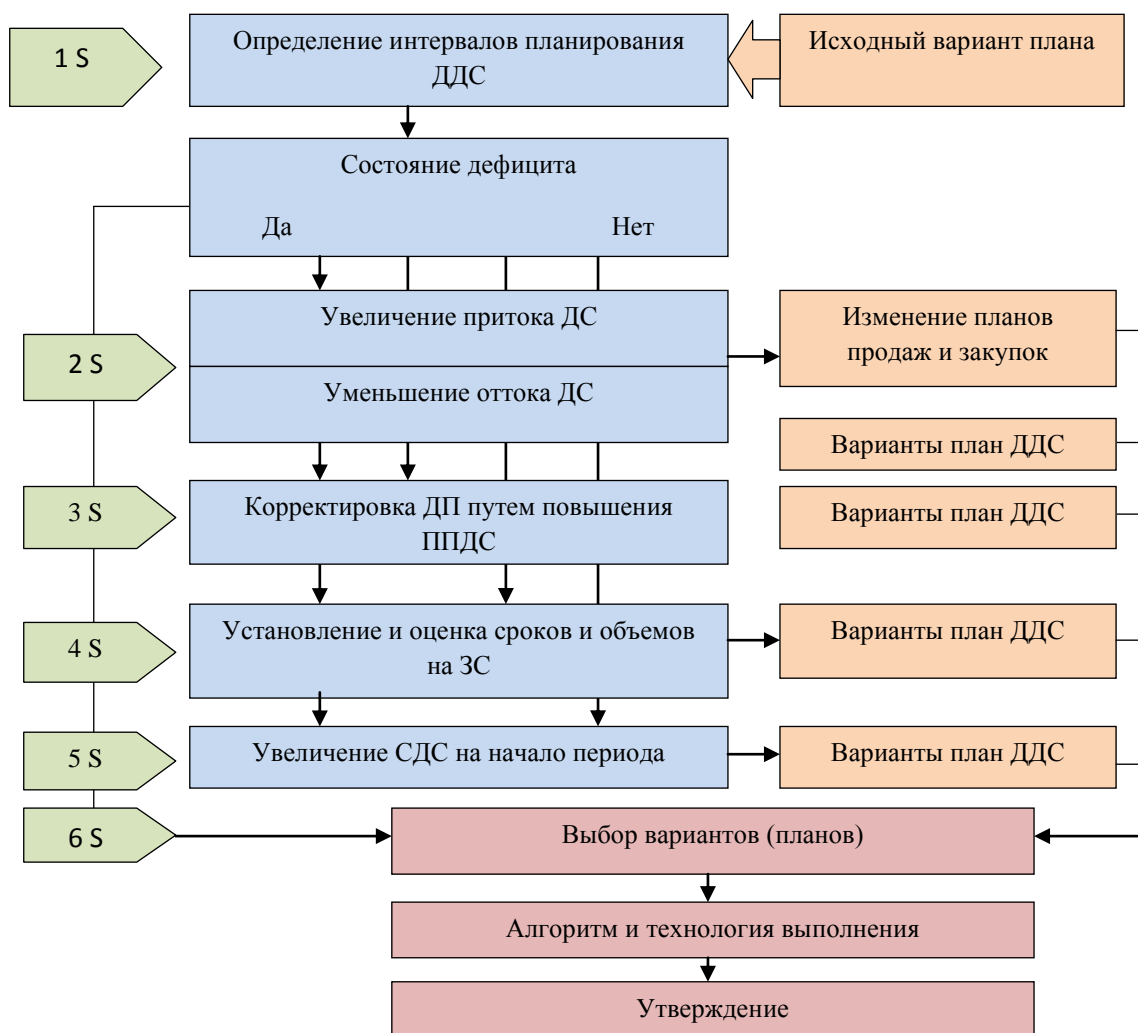 1 S
Определение интервалов планирования
ДДС
Исходный вариант плана
Состояние дефицита
Да
Нет
2 S
Увеличение притока ДС
Уменьшение оттока ДС
Изменение планов
продаж и закупок
Варианты план ДДС
3 S
Корректировка ДП путем повышения
ППДС
Варианты план ДДС
4 S
Установление и оценка сроков и объемов
на ЗС
Варианты план ДДС
5 S
Увеличение СДС на начало периода
Варианты план ДДС
6 S
Выбор вариантов (планов)
Алгоритм и технология выполнения
Утверждение